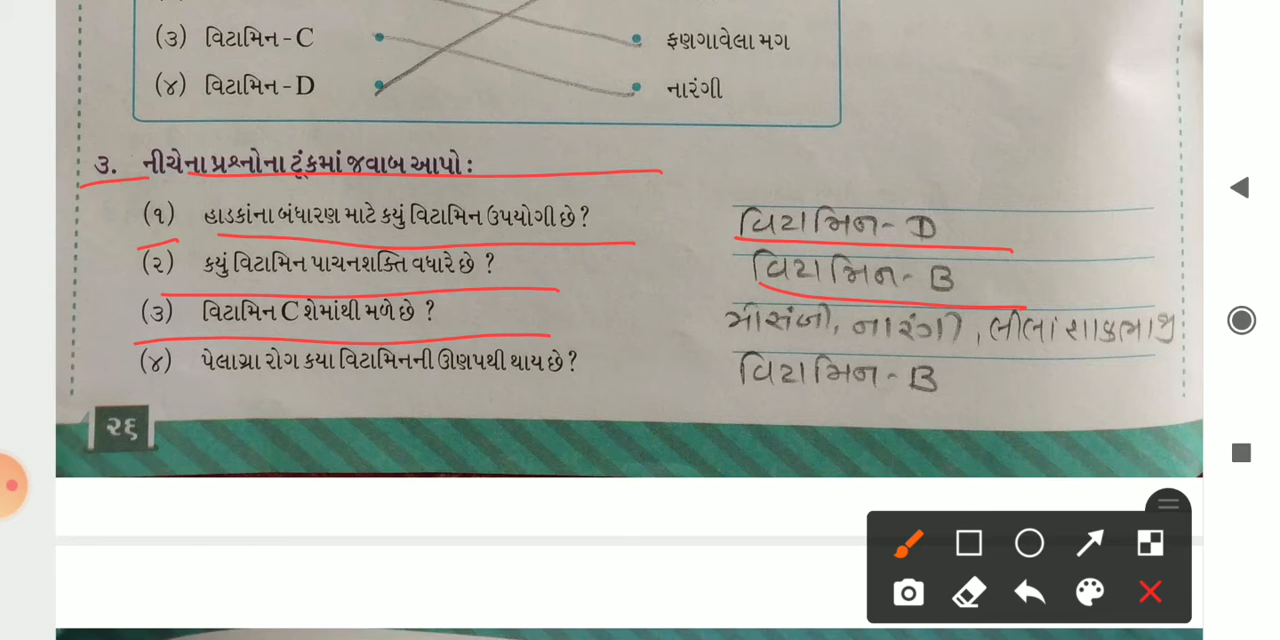 (૩) વિટામિન - C ફણગાવેલા મગ
(૪) વિટામિન - D નારંગી
૩. નીચેના પ્રશ્નોના ટૂંકમાં જવાબ આપો :
(૧) હાડકાંના બંધારણ માટે કયું વિટામિન ઉપયોગી છે ? વિટામિન - D
(૨) કયું વિટામિન પાચનશક્તિ વધારે છે ? વિટામિન - B
(૩) વિટામિન C શેમાંથી મળે છે ? મોસંબી, નારંગી, લીલાં શાકભાજી
(૪) પેલાગ્રા રોગ કયા વિટામિનની ઊણપથી થાય છે ? વિટામિન - B
૨૬